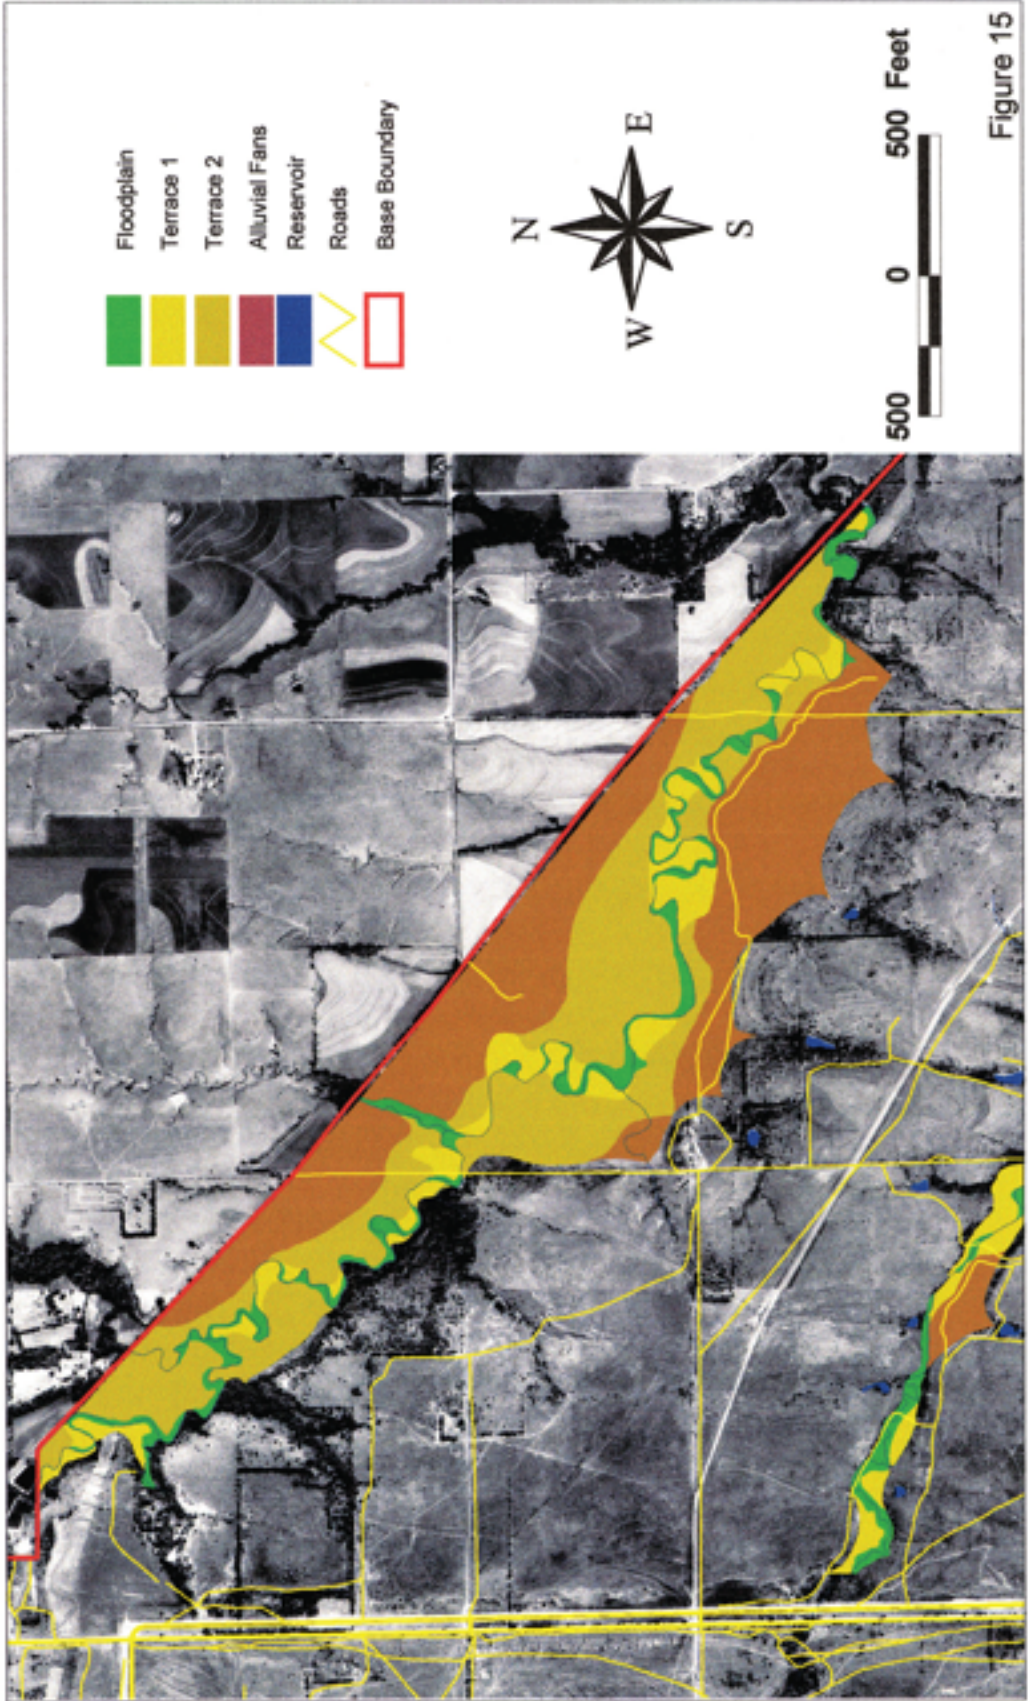 Floodplain
Terrace 1
Terrace 2
Alluvial Fans
Reservoir
Roads
Base Boundary
N
W
E
S
500 0 500 Feet
Figure 15